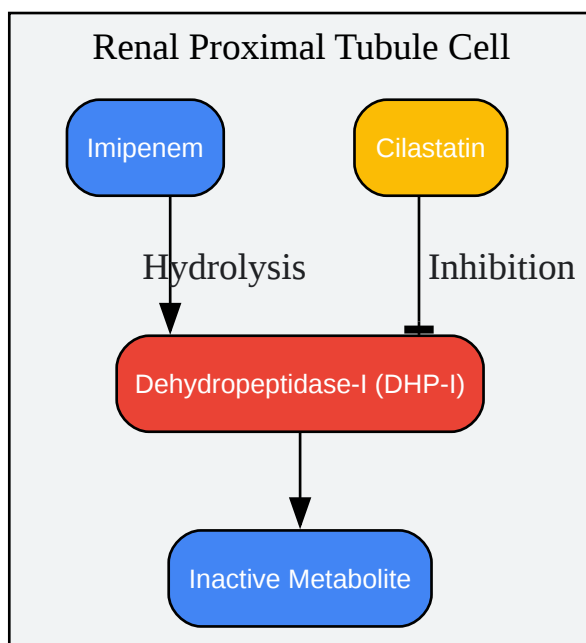 Renal Proximal Tubule Cell
Imipenem
Cilastatin
Hydrolysis
Inhibition
Dehydropeptidase-I (DHP-I)
Inactive Metabolite